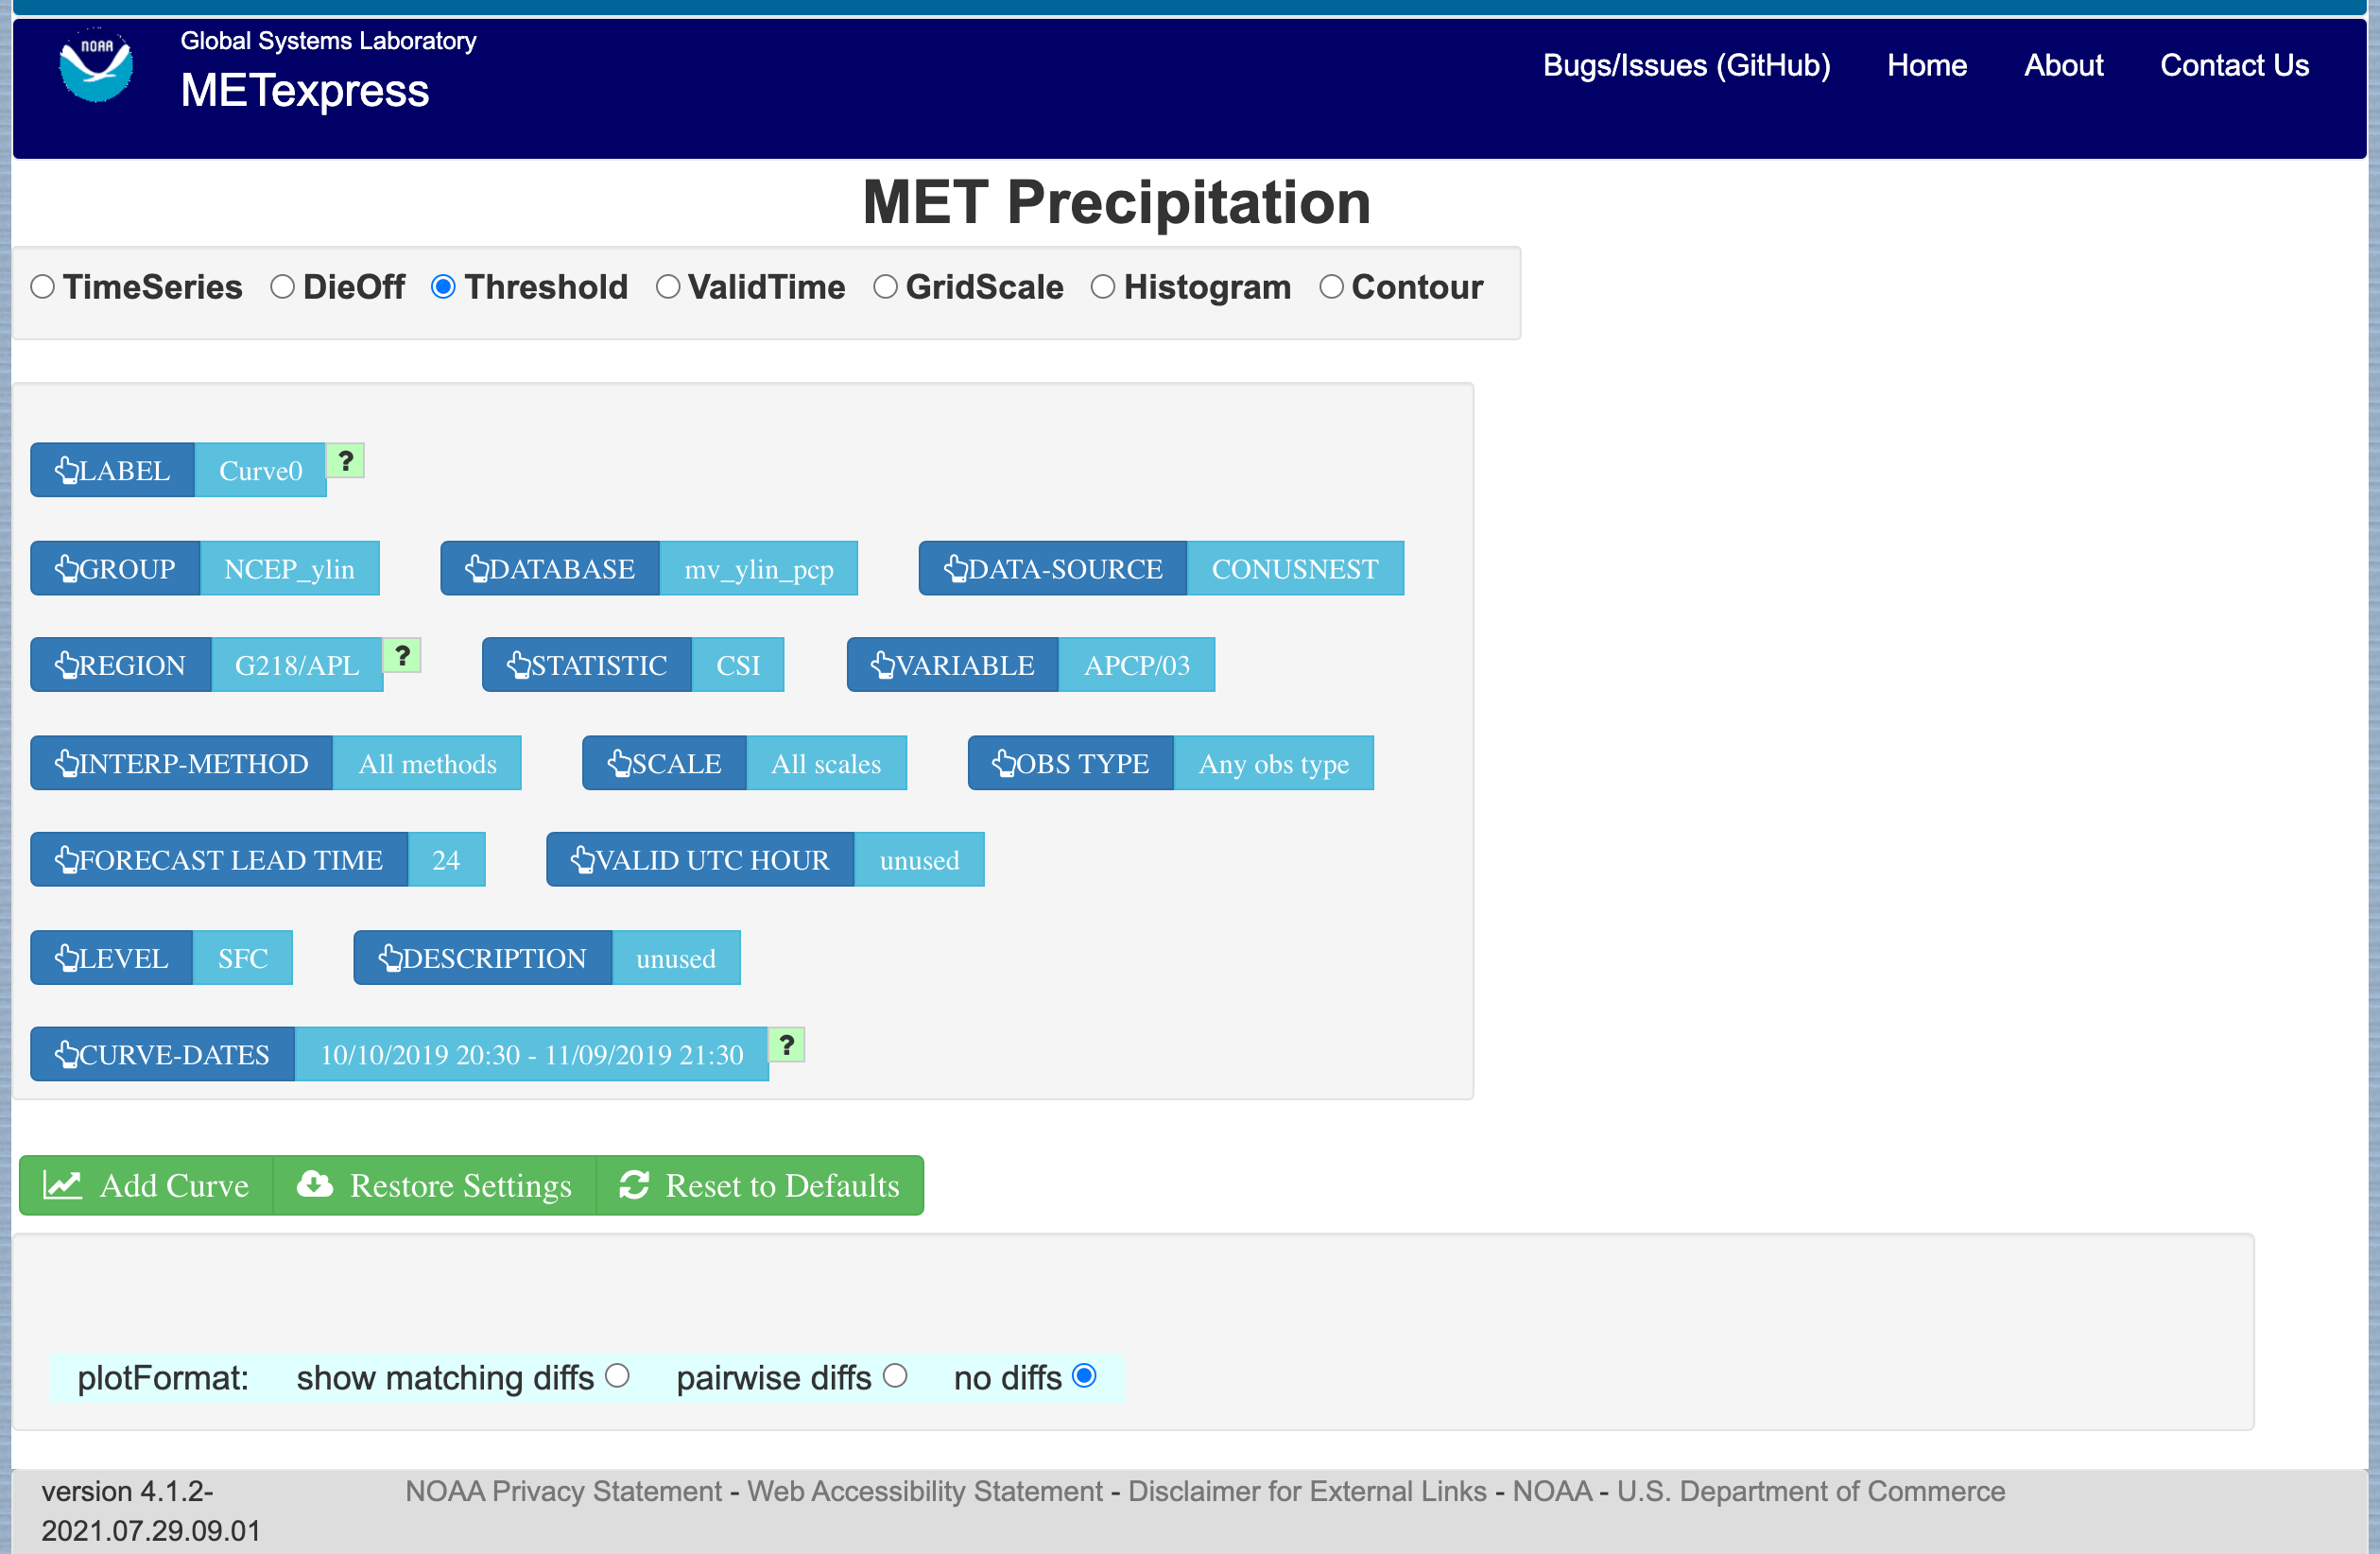 NOAA
Global Systems Laboratory
METexpress
Bugs/Issues (GitHub) Home About Contact Us
MET Precipitation
TimeSeries DieOff Threshold ValidTime GridScale Histogram Contour
LABEL Curve0 ?
GROUP NCEP_ylin DATABASE mv_ylin_pcp DATA-SOURCE CONUSNEST
REGION G218/APL ? STATISTIC CSI VARIABLE APCP/03
INTERP-METHOD All methods SCALE All scales OBS TYPE Any obs type
FORECAST LEAD TIME 24 VALID UTC HOUR unused
LEVEL SFC DESCRIPTION unused
CURVE-DATES 10/10/2019 20:30 - 11/09/2019 21:30 ?
Add Curve Restore Settings Reset to Defaults
plotFormat: show matching diffs pairwise diffs no diffs
version 4.1.2-
2021.07.29.09.01
NOAA Privacy Statement - Web Accessibility Statement - Disclaimer for External Links - NOAA - U.S. Department of Commerce